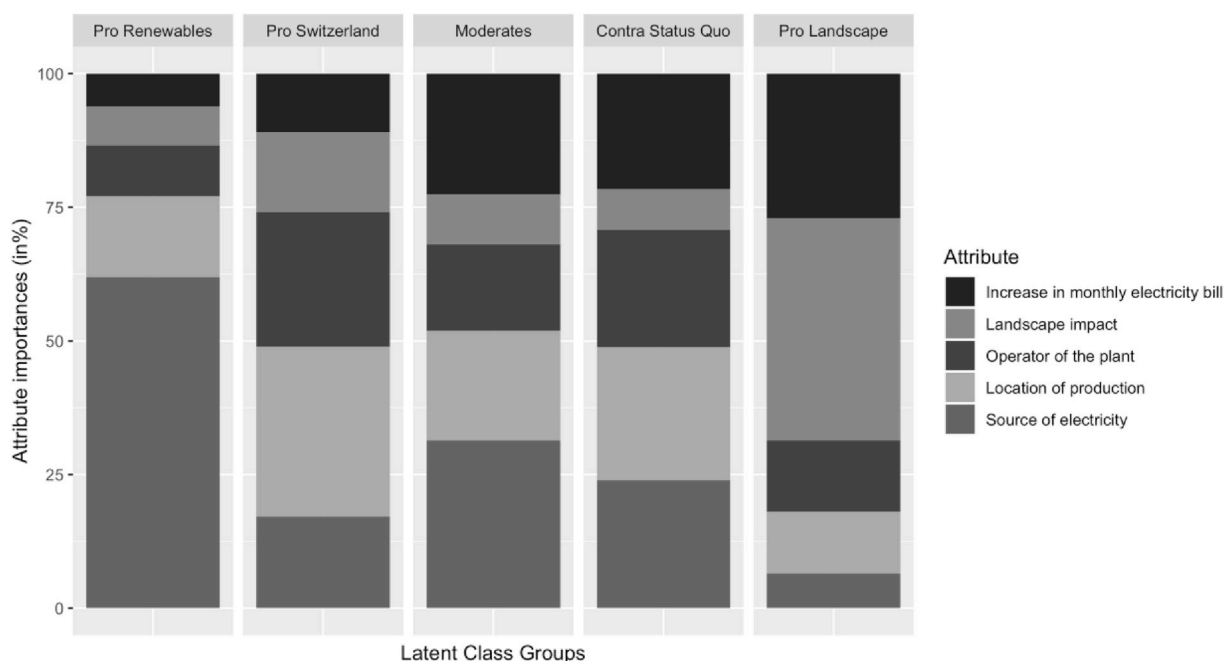 Pro Renewables
Pro Switzerland
Moderates
Contra Status Quo
Pro Landscape
100
75
50
25
0
Attribute importances (in%)
Latent Class Groups
Attribute
Increase in monthly electricity bill
Landscape impact
Operator of the plant
Location of production
Source of electricity